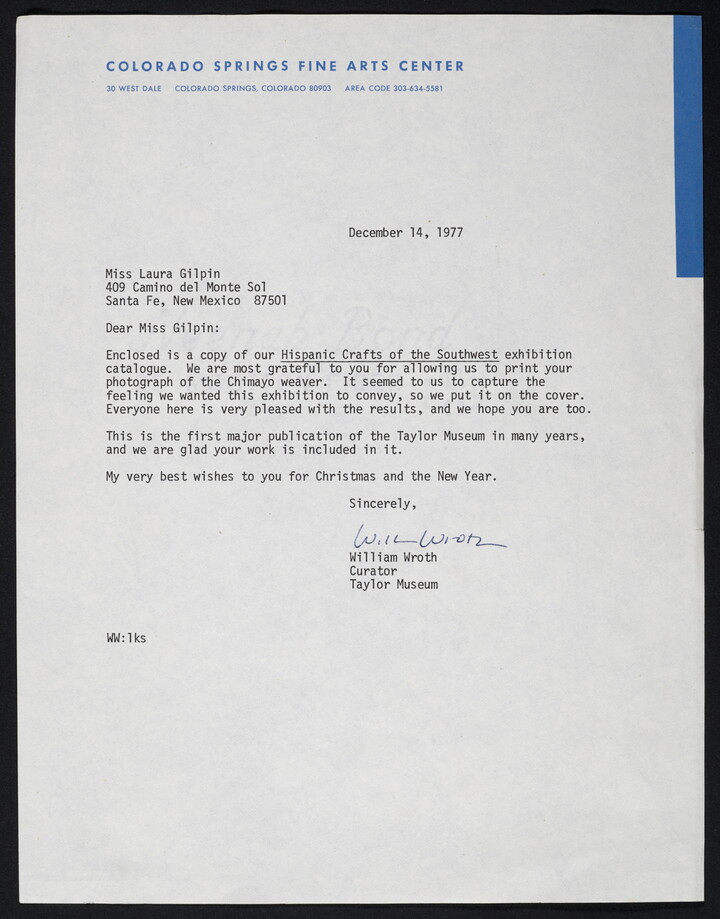 COLORADO SPRINGS FINE ARTS CENTER
30 WEST DALE COLORADO SPRINGS, COLORADO 80903 AREA CODE 303-634-5581
December 14, 1977
Miss Laura Gilpin
409 Camino del Monte Sol
Santa Fe, New Mexico 87501
Dear Miss Gilpin:
Enclosed is a copy of our Hispanic Crafts of the Southwest exhibition
catalogue. We are most grateful to you for allowing us to print your
photograph of the Chimayo weaver. It seemed to us to capture the
feeling we wanted this exhibition to convey, so we put it on the cover.
Everyone here is very pleased with the results, and we hope you are too.
This is the first major publication of the Taylor Museum in many years,
and we are glad your work is included in it.
My very best wishes to you for Christmas and the New Year.
Sincerely,
Will Wroth
William Wroth
Curator
Taylor Museum
WW:lks